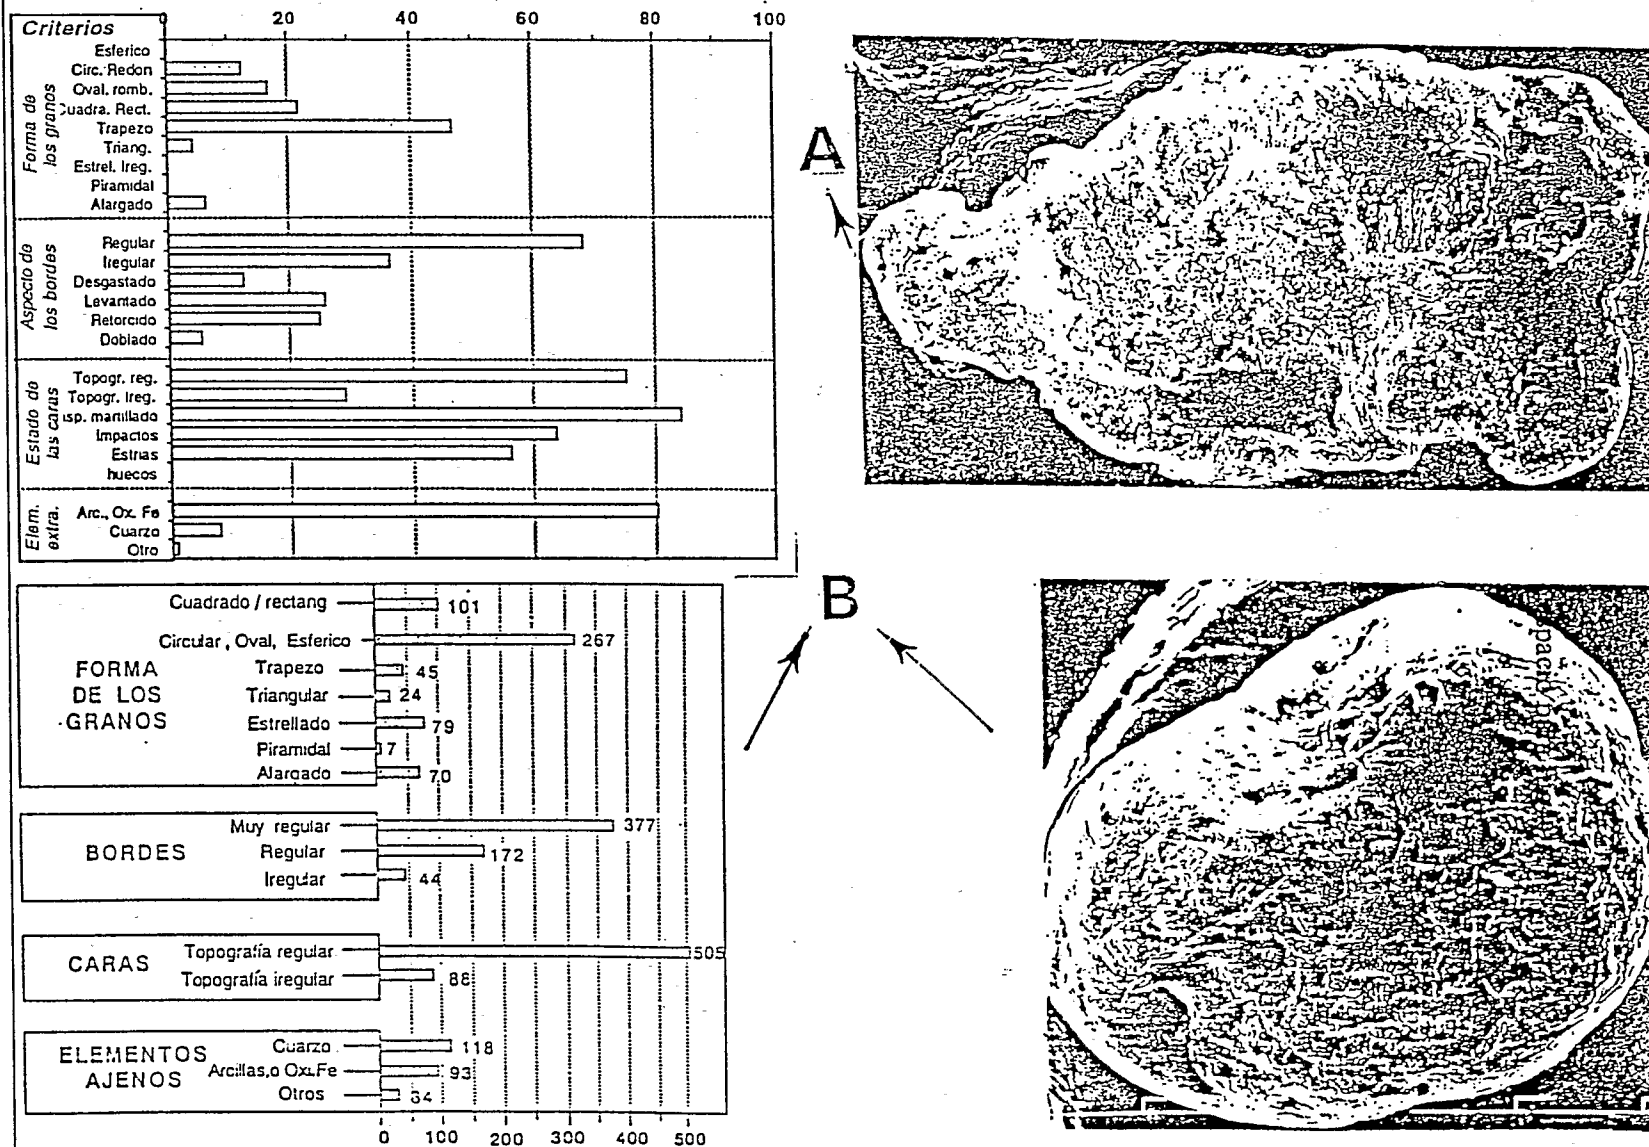 Criterios
0 20 40 60 80 100
Forma de los granos
Esferico
Circ. Redon
Oval. romb.
Cuadra. Rect.
Trapezo
Triang.
Estrel. Ireg.
Piramidal
Alargado
Aspecto de los bordes
Regular
Iregular
Desgastado
Levantado
Retorcido
Doblado
Estado de las caras
Topogr. reg.
Topogr. Ireg.
asp. martillado
Impactos
Estrias
huecos
Elem. extra.
Arc., Ox. Fe
Cuarzo
Otro
A
B
FORMA
DE LOS
GRANOS
Cuadrado / rectang 101
Circular, Oval, Esferico 267
Trapezo 45
Triangular 24
Estrellado 79
Piramidal 7
Alargado 70
BORDES
Muy regular 377
Regular 172
Iregular 44
CARAS
Topografía regular 505
Topografía iregular 88
ELEMENTOS
AJENOS
Cuarzo 118
Arcillas,o Oxi.Fe 93
Otros 34
0 100 200 300 400 500